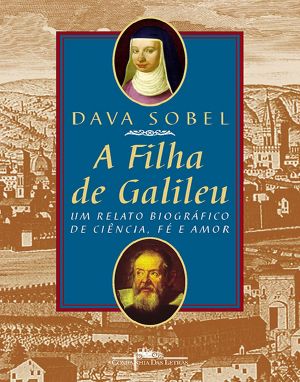 DAVA SOBEL
A Filha
de Galileu
UM RELATO BIOGRÁFICO
DE CIÊNCIA, FÉ E AMOR
COMPANHIA DAS LETRAS